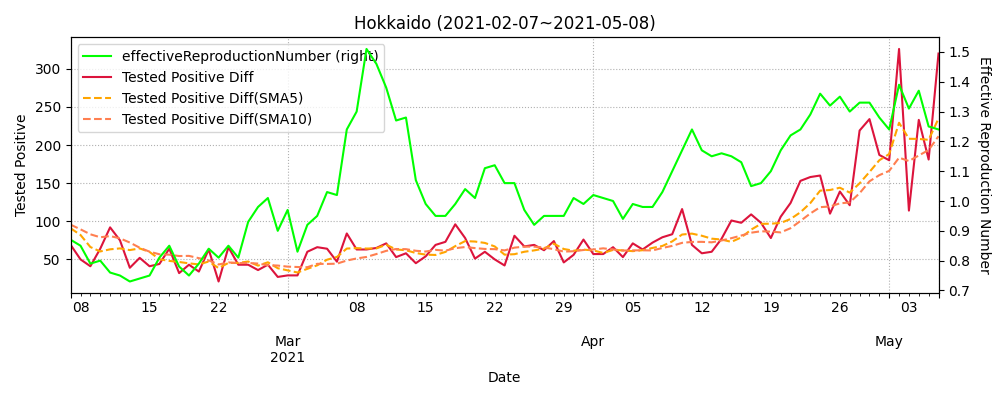 Hokkaido (2021-02-07~2021-05-08)
effectiveReproductionNumber (right)
Tested Positive Diff
Tested Positive Diff(SMA5)
Tested Positive Diff(SMA10)
Tested Positive
300
250
200
150
100
50
Effective Reproduction Number
1.5
1.4
1.3
1.2
1.1
1.0
0.9
0.8
0.7
08 15 22 08 15 22 29 05 12 19 26 03
Mar Apr May
2021
Date